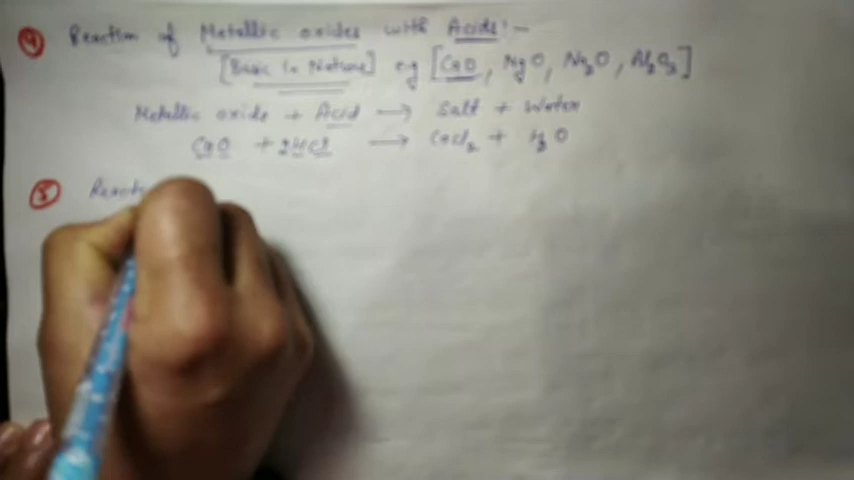 4 Reaction of Metallic oxides with Acids :-
[Basic in Nature] e.g [CaO, MgO, Na₂O, Al₂O₃]
Metallic oxide + Acid → Salt + Water
CaO + 2HCl → CaCl₂ + H₂O
5 Reacti